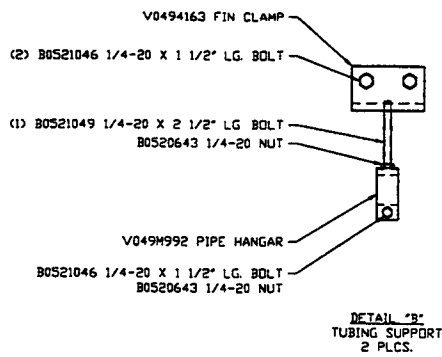 V0494163 FIN CLAMP
(2) B0521046 1/4-20 X 1 1/2" LG. BOLT
(1) B0521049 1/4-20 X 2 1/2" LG BOLT
B0520643 1/4-20 NUT
V049M992 PIPE HANGAR
B0521046 1/4-20 X 1 1/2" LG. BOLT
B0520643 1/4-20 NUT
DETAIL "B"
TUBING SUPPORT
2 PLCS.